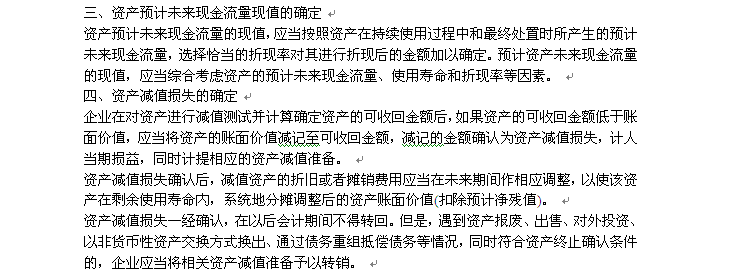 三、资产预计未来现金流量现值的确定
资产预计未来现金流量的现值，应当按照资产在持续使用过程中和最终处置时所产生的预计
未来现金流量，选择恰当的折现率对其进行折现后的金额加以确定。预计资产未来现金流量
的现值，应当综合考虑资产的预计未来现金流量、使用寿命和折现率等因素。
四、资产减值损失的确定
企业在对资产进行减值测试并计算确定资产的可收回金额后，如果资产的可收回金额低于账
面价值，应当将资产的账面价值减记至可收回金额，减记的金额确认为资产减值损失，计人
当期损益，同时计提相应的资产减值准备。
资产减值损失确认后，减值资产的折旧或者摊销费用应当在未来期间作相应调整，以使该资
产在剩余使用寿命内，系统地分摊调整后的资产账面价值(扣除预计净残值)。
资产减值损失一经确认，在以后会计期间不得转回。但是，遇到资产报废、出售、对外投资、
以非货币性资产交换方式换出、通过债务重组抵偿债务等情况，同时符合资产终止确认条件
的，企业应当将相关资产减值准备予以转销。